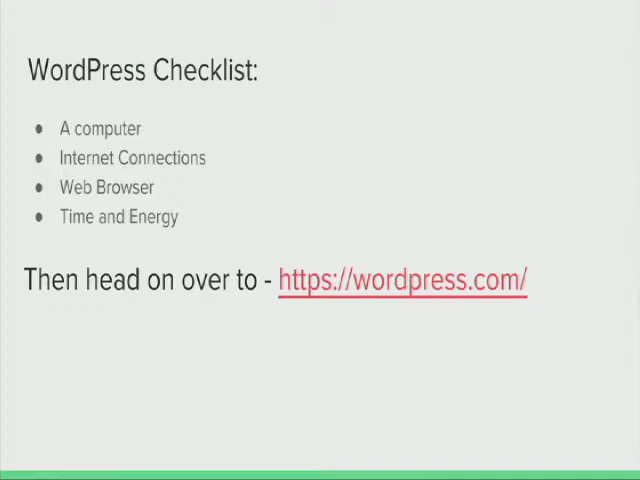 WordPress Checklist:
● A computer
● Internet Connections
● Web Browser
● Time and Energy
Then head on over to - https://wordpress.com/